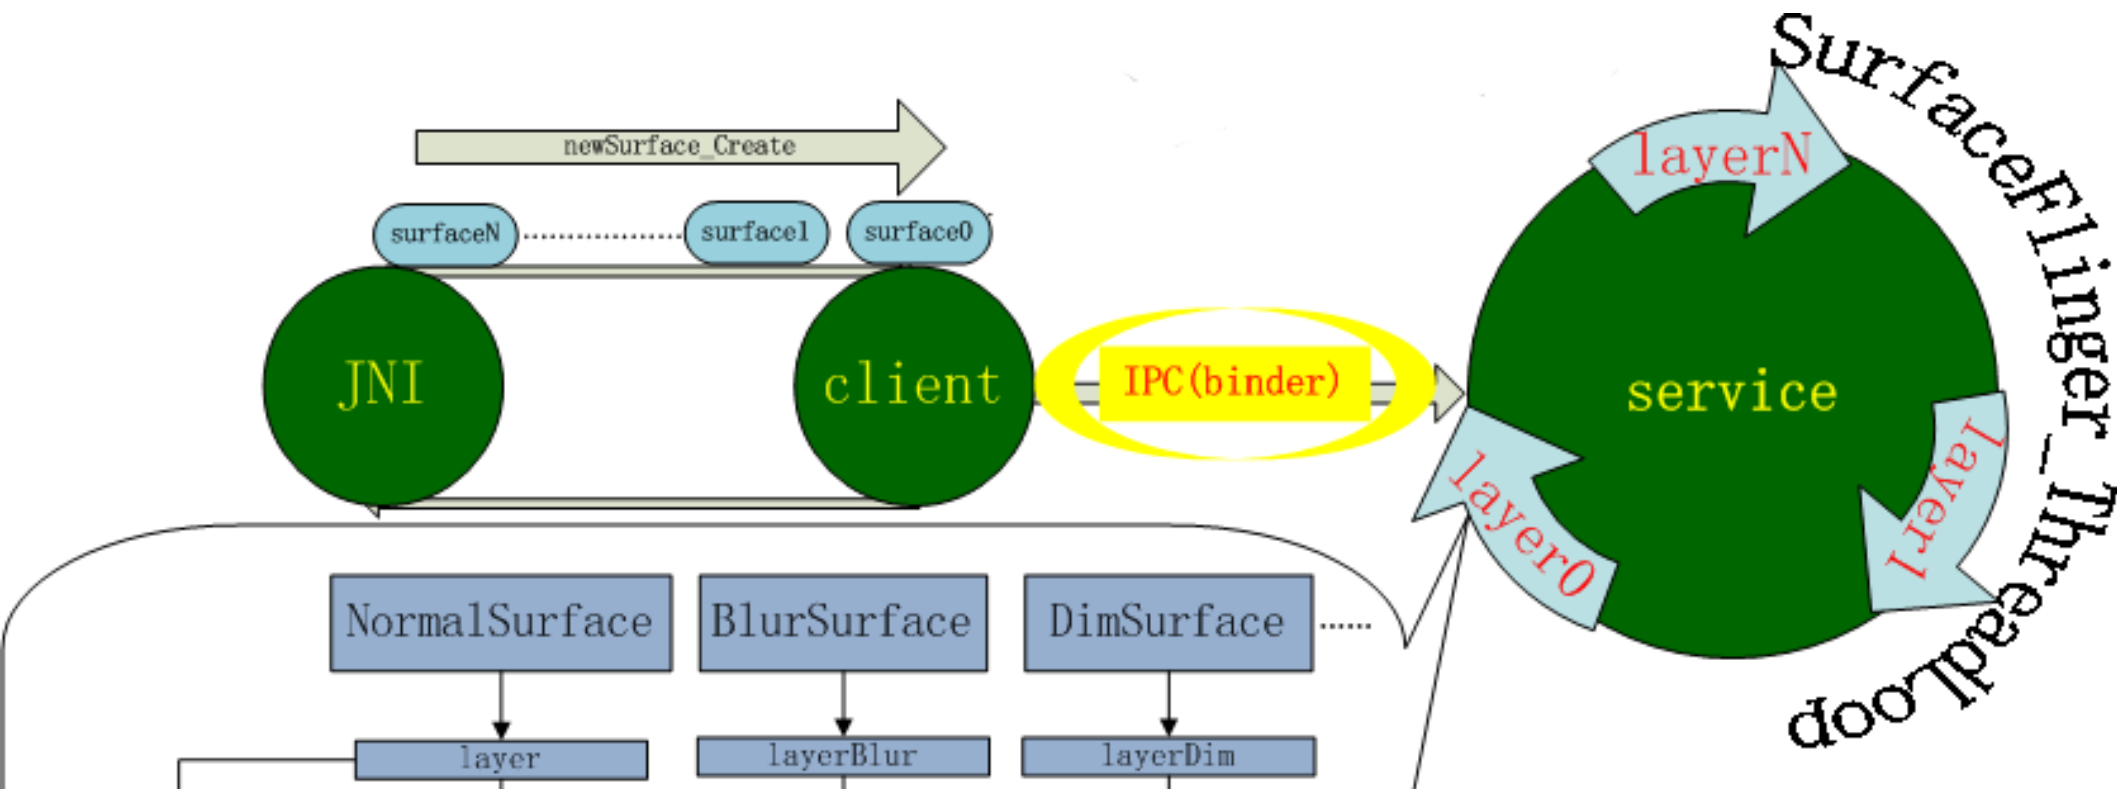 newSurface_Create
surfaceN
surface1
surface0
JNI
client
IPC(binder)
service
layerN
layer1
layer0
SurfaceFlinger_ThreadLoop
NormalSurface
BlurSurface
DimSurface
......
layer
layerBlur
layerDim